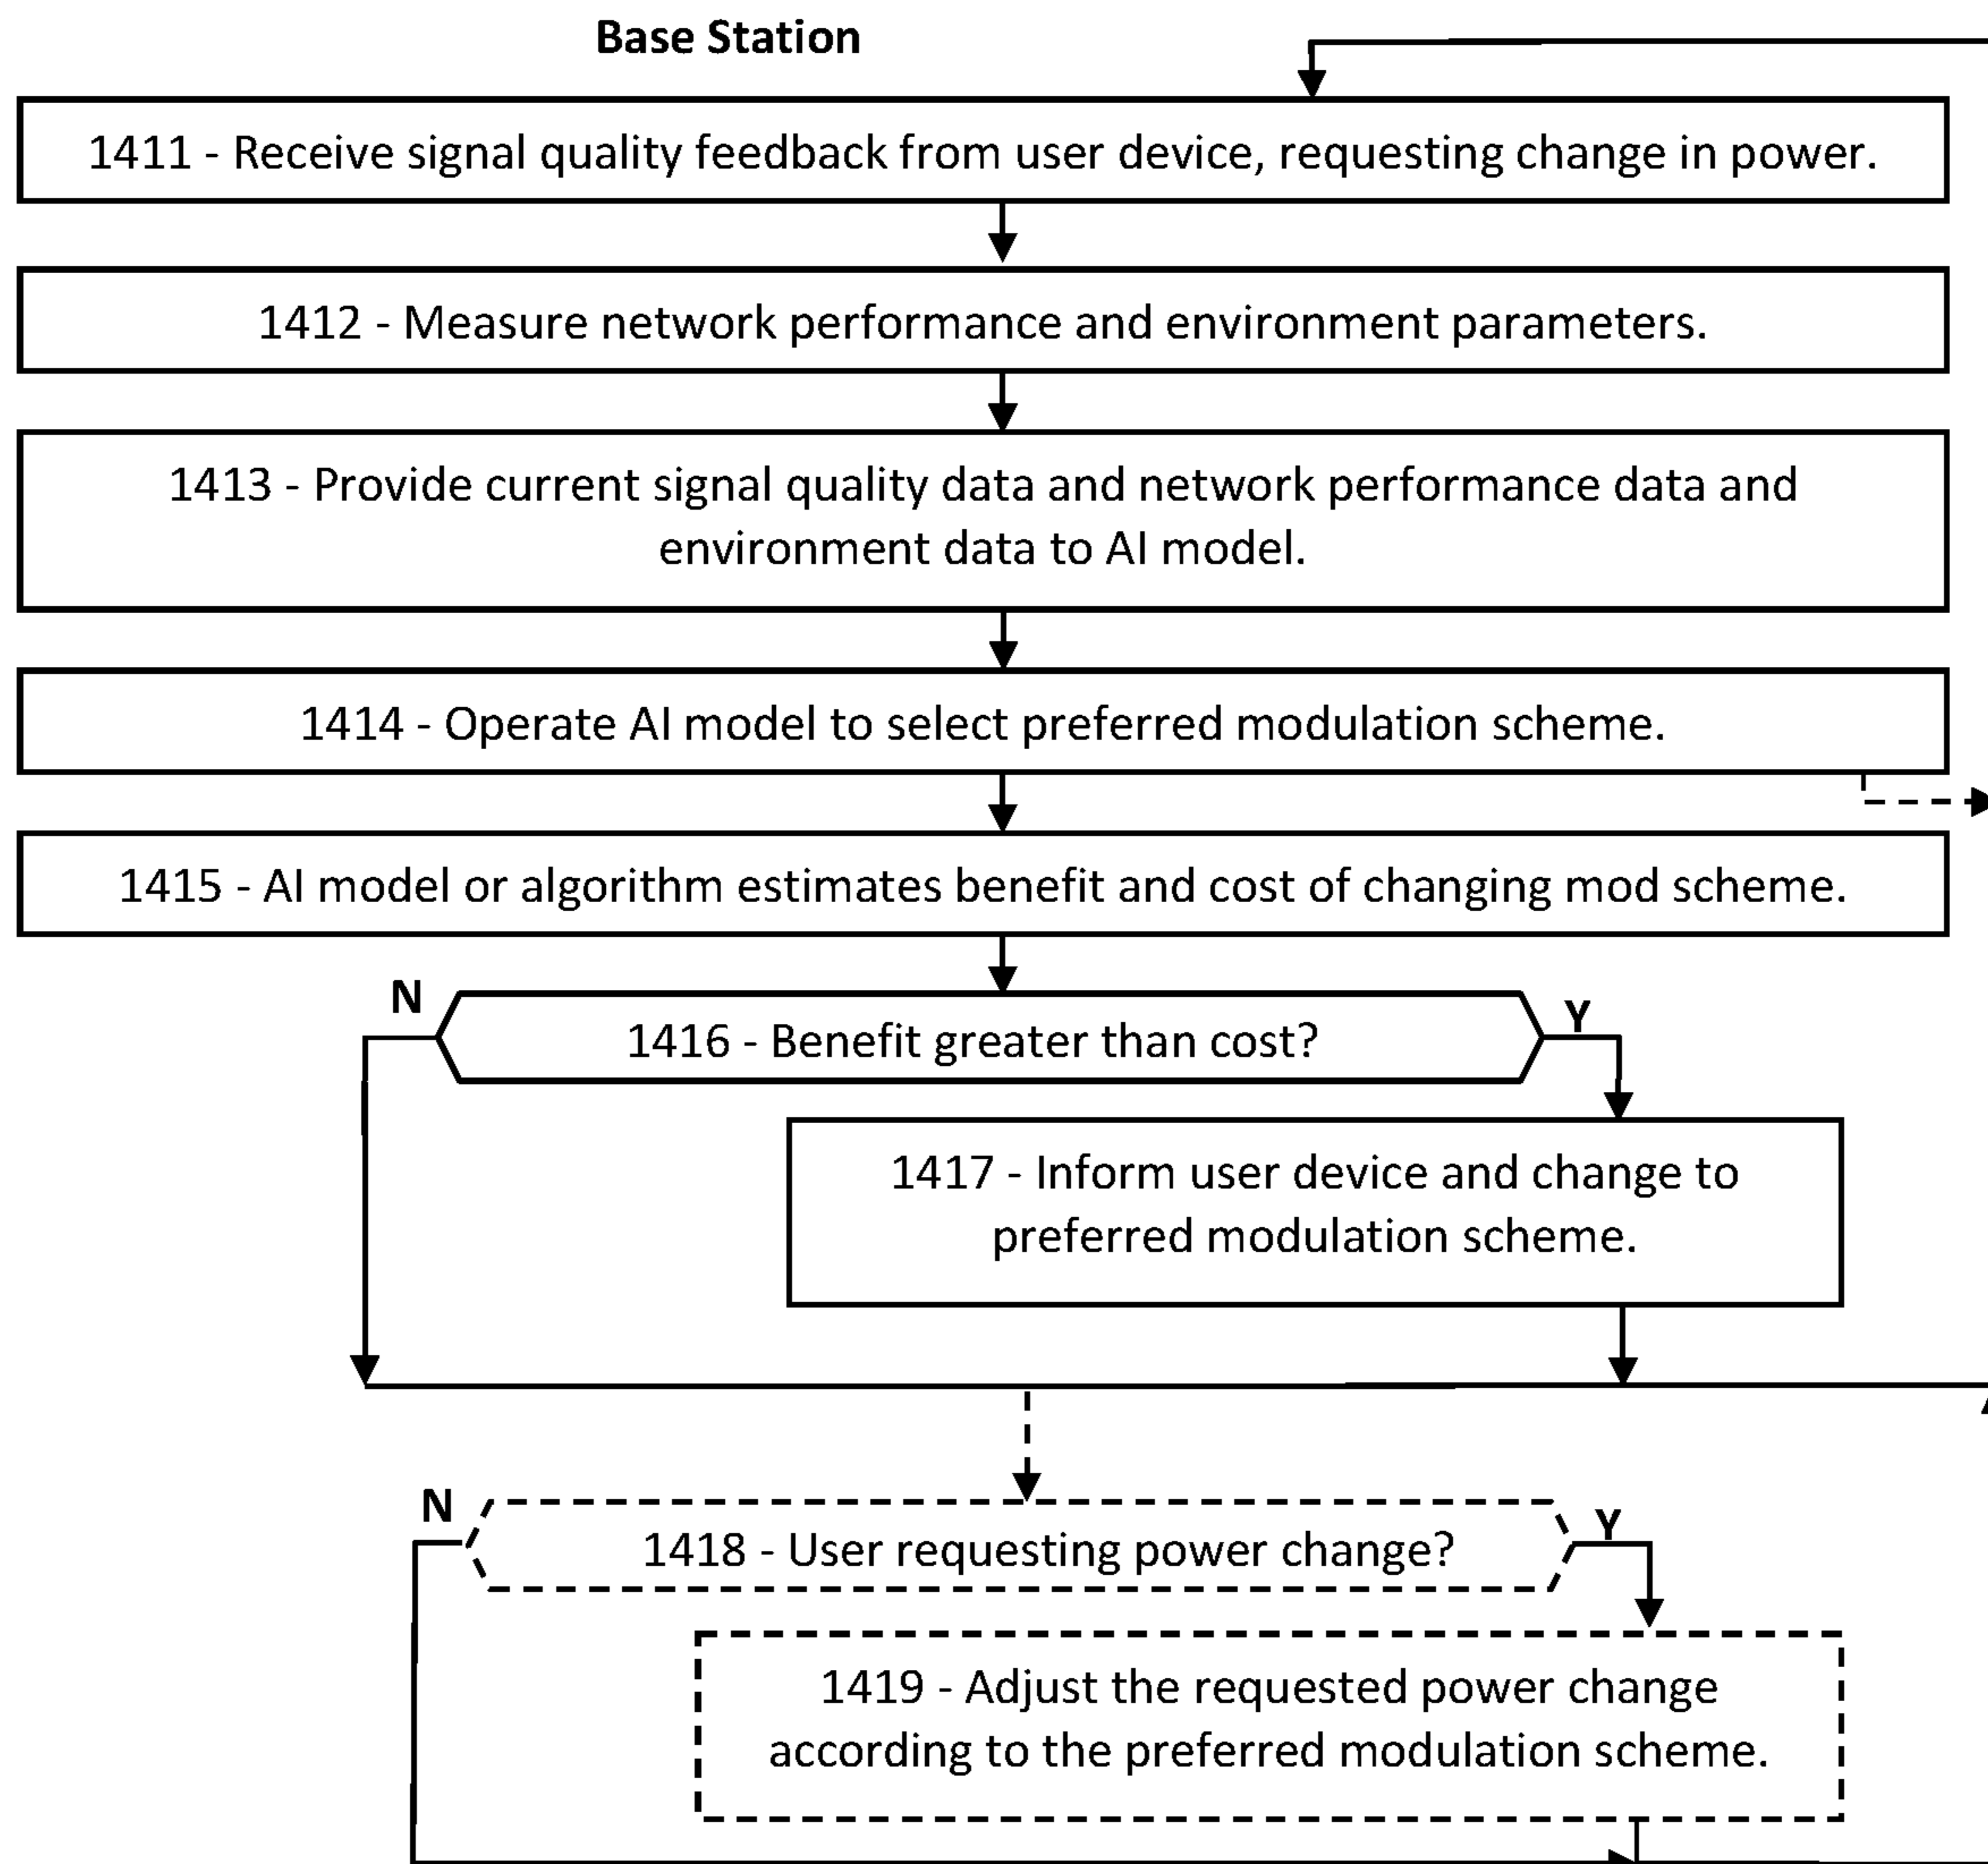 Base Station
1411 - Receive signal quality feedback from user device, requesting change in power.
1412 - Measure network performance and environment parameters.
1413 - Provide current signal quality data and network performance data and
environment data to AI model.
1414 - Operate AI model to select preferred modulation scheme.
1415 - AI model or algorithm estimates benefit and cost of changing mod scheme.
N
Y
1416 - Benefit greater than cost?
1417 - Inform user device and change to
preferred modulation scheme.
N
Y
1418 - User requesting power change?
1419 - Adjust the requested power change
according to the preferred modulation scheme.